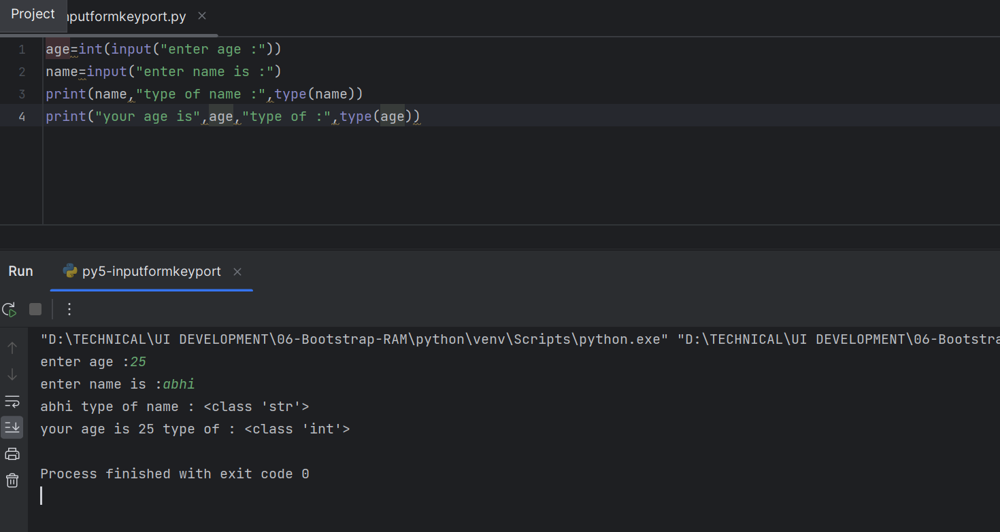 Project
nputformkeyport.py
1 age=int(input("enter age :"))
2 name=input("enter name is :")
3 print(name,"type of name :",type(name))
4 print("your age is",age,"type of :",type(age))
Run
py5-inputformkeyport
"D:\TECHNICAL\UI DEVELOPMENT\06-Bootstrap-RAM\python\venv\Scripts\python.exe" "D:\TECHNICAL\UI DEVELOPMENT\06-Bootstra
enter age :25
enter name is :abhi
abhi type of name : <class 'str'>
your age is 25 type of : <class 'int'>
Process finished with exit code 0